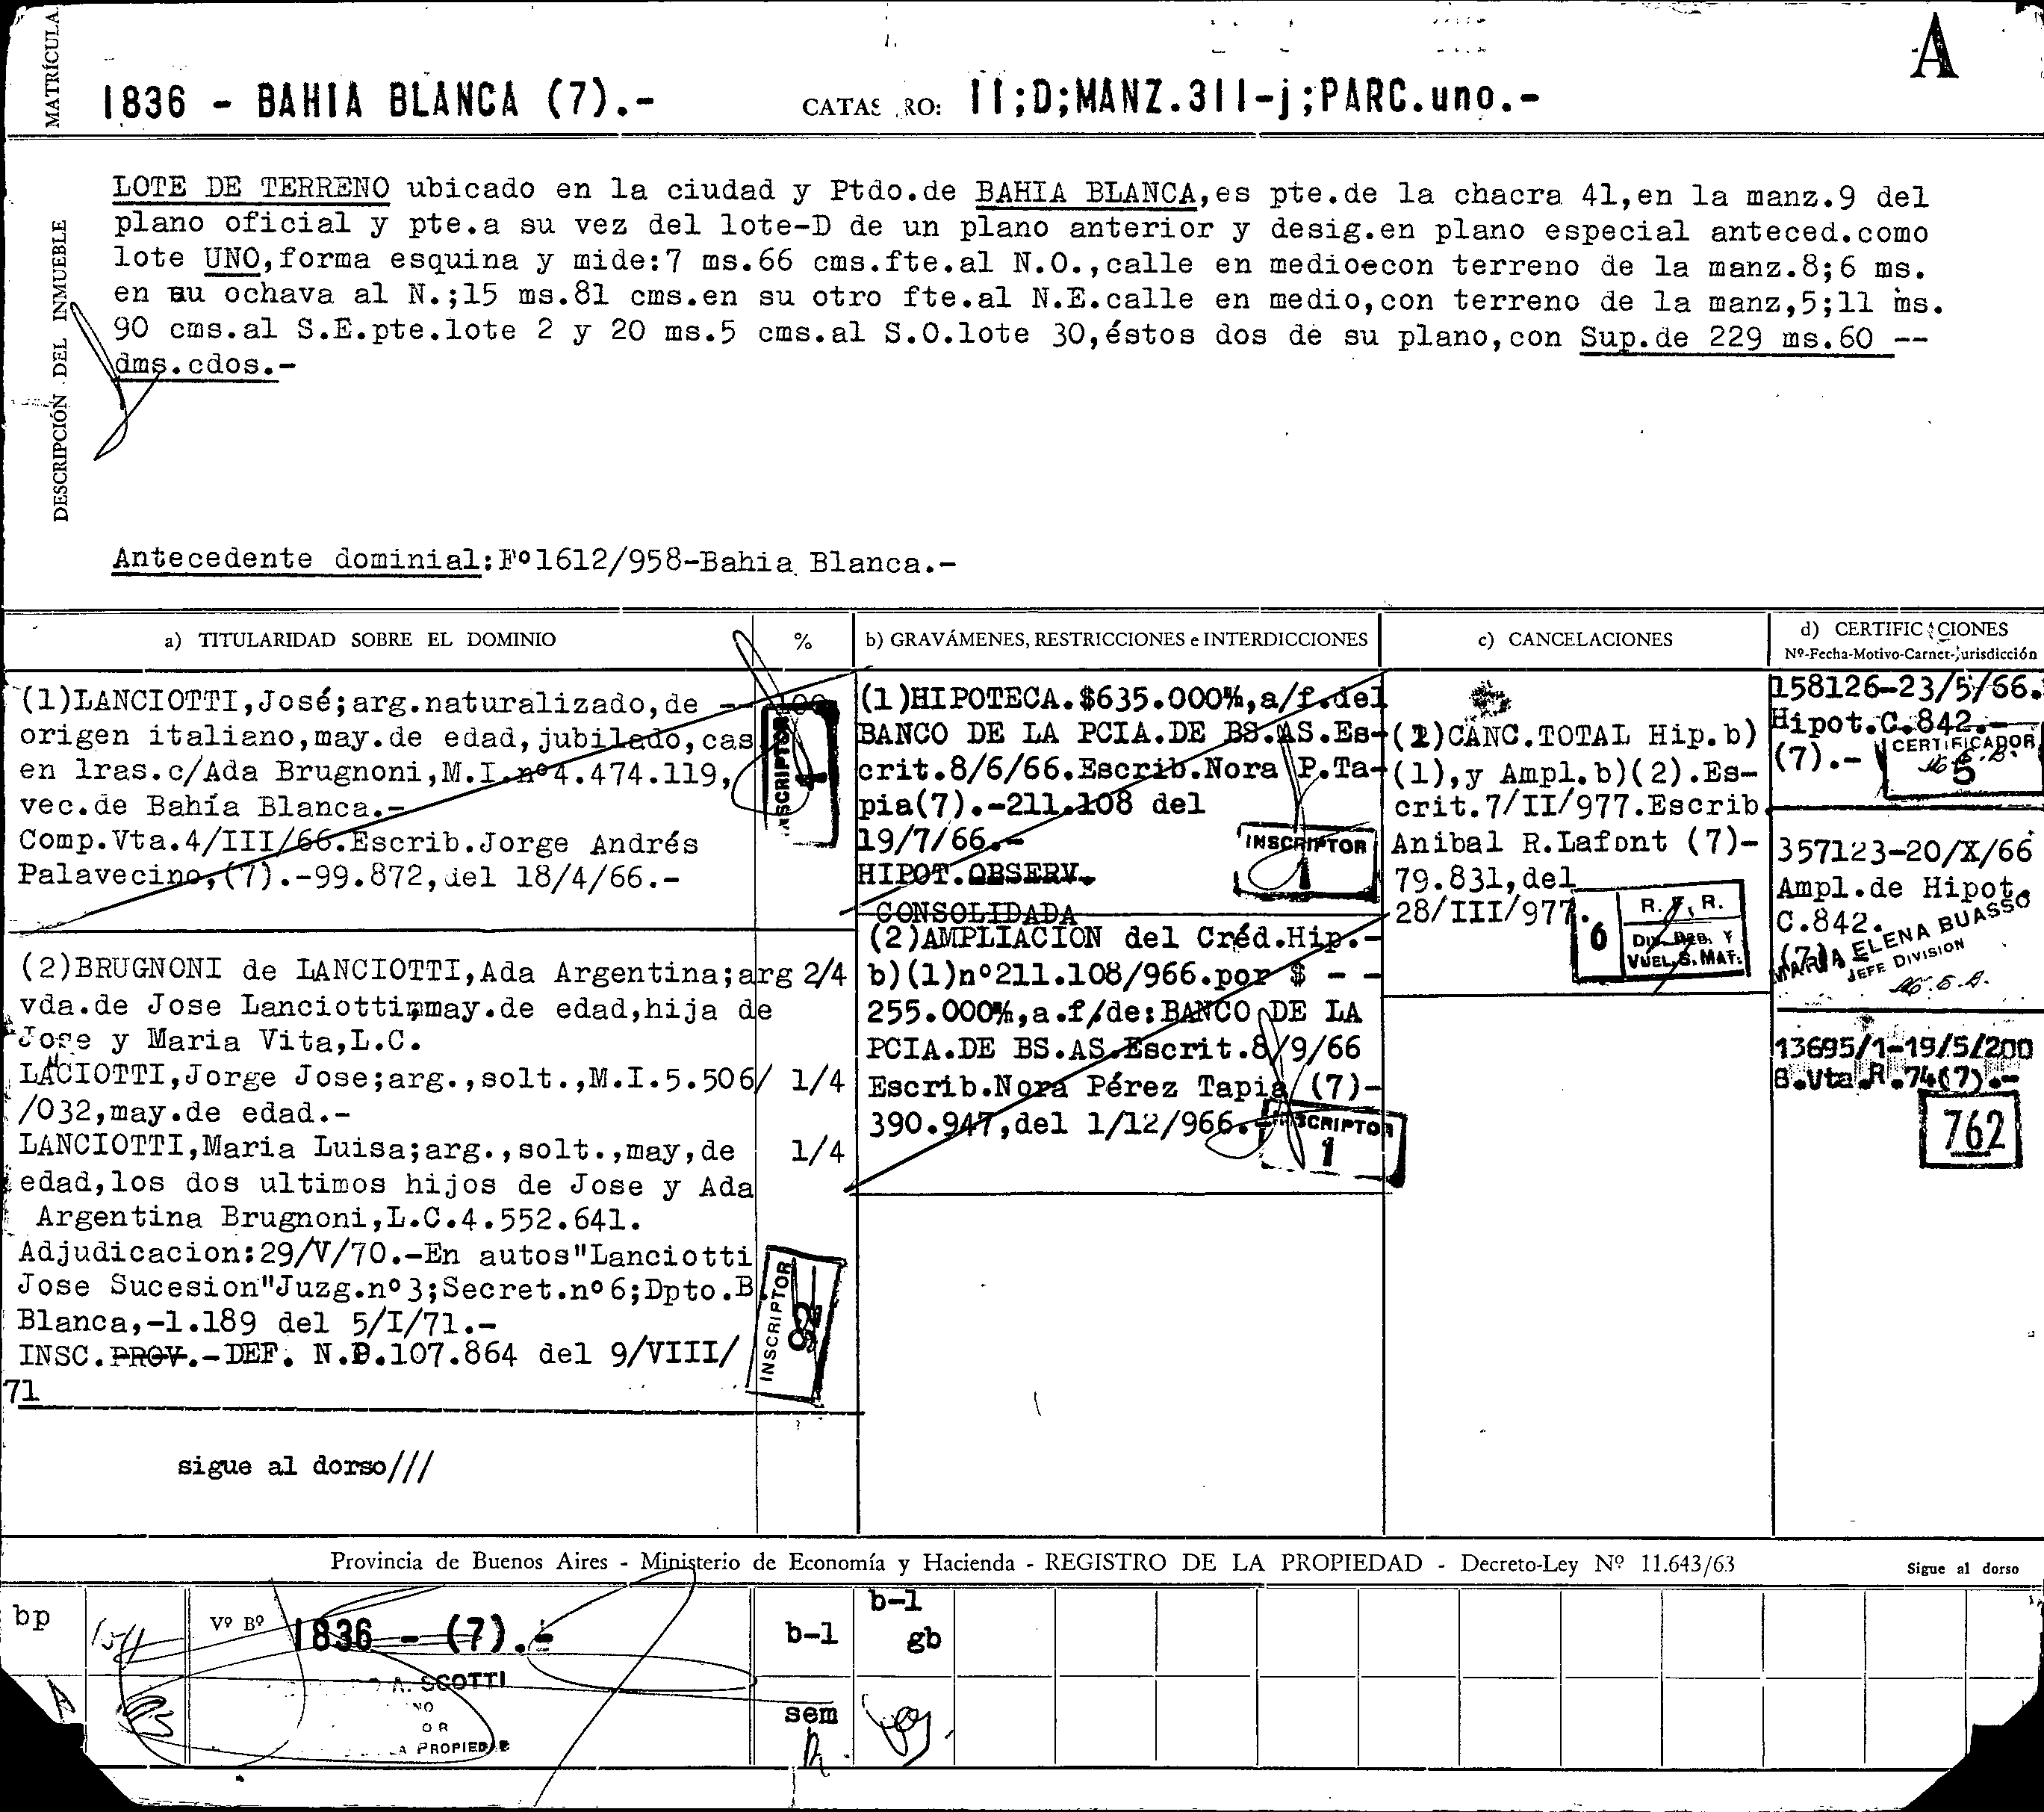 A
MATRÍCULA
1836 - BAHIA BLANCA (7).-
CATAS RO: II;D;MANZ.311-j;PARC.uno.-
DESCRIPCIÓN DEL INMUEBLE
LOTE DE TERRENO ubicado en la ciudad y Ptdo.de BAHIA BLANCA,es pte.de la chacra 41,en la manz.9 del
plano oficial y pte.a su vez del lote-D de un plano anterior y desig.en plano especial anteced.como
lote UNO,forma esquina y mide:7 ms.66 cms.fte.al N.O.,calle en medioecon terreno de la manz.8;6 ms.
en su ochava al N.;15 ms.81 cms.en su otro fte.al N.E.calle en medio,con terreno de la manz,5;11 ms.
90 cms.al S.E.pte.lote 2 y 20 ms.5 cms.al S.O.lote 30,éstos dos de su plano,con Sup.de 229 ms.60 --
dms.cdos.-
Antecedente dominial:Fº1612/958-Bahia Blanca.-
a) TITULARIDAD SOBRE EL DOMINIO
%
(1)LANCIOTTI,José;arg.naturalizado,de -- 100
origen italiano,may.de edad,jubilado,cas
en 1ras.c/Ada Brugnoni,M.I.nº4.474.119,
vec.de Bahía Blanca.-
Comp.Vta.4/III/66.Escrib.Jorge Andrés
Palavecino,(7).-99.872,del 18/4/66.-
INSCRIPTOR
1
(2)BRUGNONI de LANCIOTTI,Ada Argentina;arg 2/4
vda.de Jose Lanciotti;may.de edad,hija de
Jose y Maria Vita,L.C.
LACIOTTI,Jorge Jose;arg.,solt.,M.I.5.506/ 1/4
/032,may.de edad.-
LANCIOTTI,Maria Luisa;arg.,solt.,may,de 1/4
edad,los dos ultimos hijos de Jose y Ada
Argentina Brugnoni,L.C.4.552.641.
Adjudicacion:29/V/70.-En autos"Lanciotti
Jose Sucesion"Juzg.nº3;Secret.nº6;Dpto.B.
Blanca,-1.189 del 5/I/71.-
INSC.PROV.-DEF. N.D.107.864 del 9/VIII/
71
INSCRIPTOR
sigue al dorso///
b) GRAVÁMENES, RESTRICCIONES e INTERDICCIONES
(1)HIPOTECA.$635.000%,a/f.del
BANCO DE LA PCIA.DE BS.AS.Es-
crit.8/6/66.Escrib.Nora P.Ta-
pia(7).-211.108 del
19/7/66.-
HIPOT.OBSERV.
CONSOLIDADA
INSCRIPTOR
1
(2)AMPLIACION del Créd.Hip.-
b)(1)nº211.108/966.por $ - -
255.000%,a.f/de:BANCO DE LA
PCIA.DE BS.AS.Escrit.8/9/66
Escrib.Nora Pérez Tapia (7)-
390.947,del 1/12/966.-
SCRIPTOR
1
c) CANCELACIONES
(1)CANC.TOTAL Hip.b)
(1),y Ampl.b)(2).Es-
crit.7/II/977.Escrib.
Anibal R.Lafont (7)-
79.831,del
28/III/977.
6
R. F. R.
DIV. DEB. Y
VUEL. S. MAT.
d) CERTIFIC CIONES
Nº-Fecha-Motivo-Carnet-Jurisdicción
158126-23/5/66.
Hipot.C.842.-
(7).-
CERTIFICADOR
5
357123-20/X/66
Ampl.de Hipot.
C.842.
(7)
MARIA ELENA BUASSO
JEFE DIVISION
13695/1-19/5/200
8.Vta.R.74(7).-
762
Provincia de Buenos Aires - Ministerio de Economía y Hacienda - REGISTRO DE LA PROPIEDAD - Decreto-Ley Nº 11.643/63
Sigue al dorso
bp
Vº Bº
1836 - (7).-
b-1
b-1
gb
A. SCOTTI
NO
OR
A PROPIEDAD
sem
A